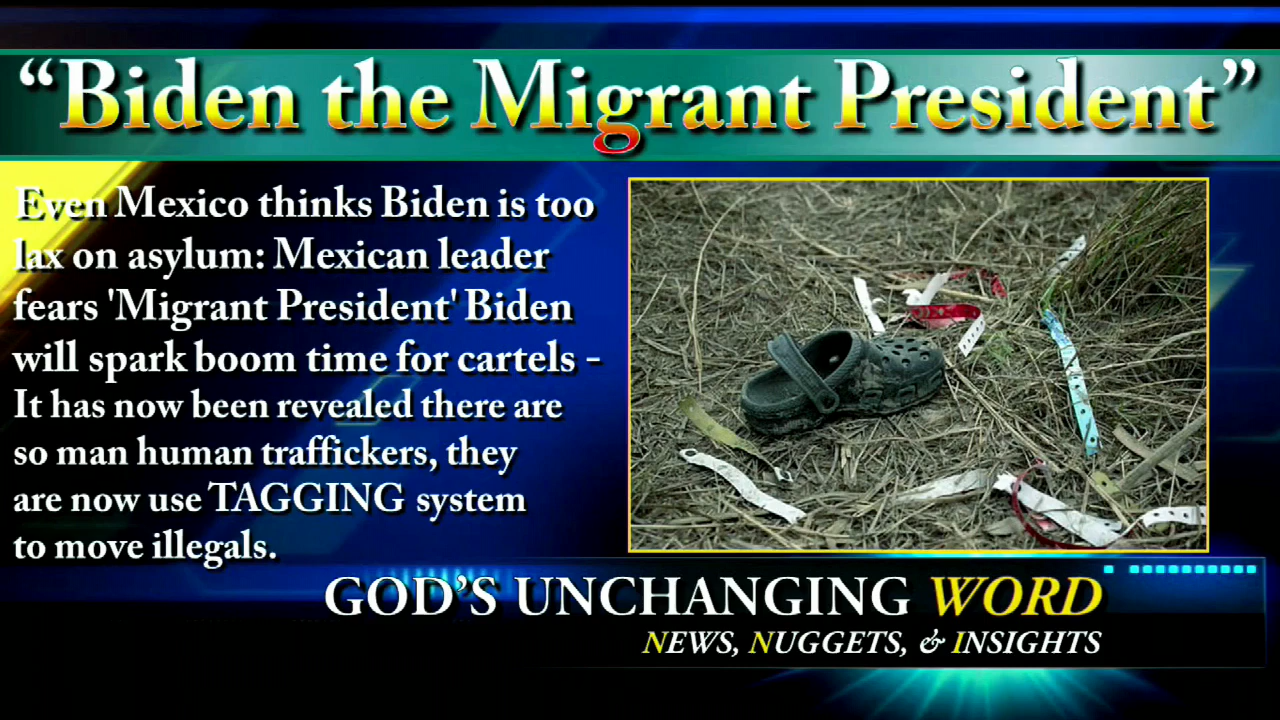 “Biden the Migrant President”
Even Mexico thinks Biden is too
lax on asylum: Mexican leader
fears 'Migrant President' Biden
will spark boom time for cartels -
It has now been revealed there are
so man human traffickers, they
are now use TAGGING system
to move illegals.
GOD’S UNCHANGING WORD
NEWS, NUGGETS, & INSIGHTS